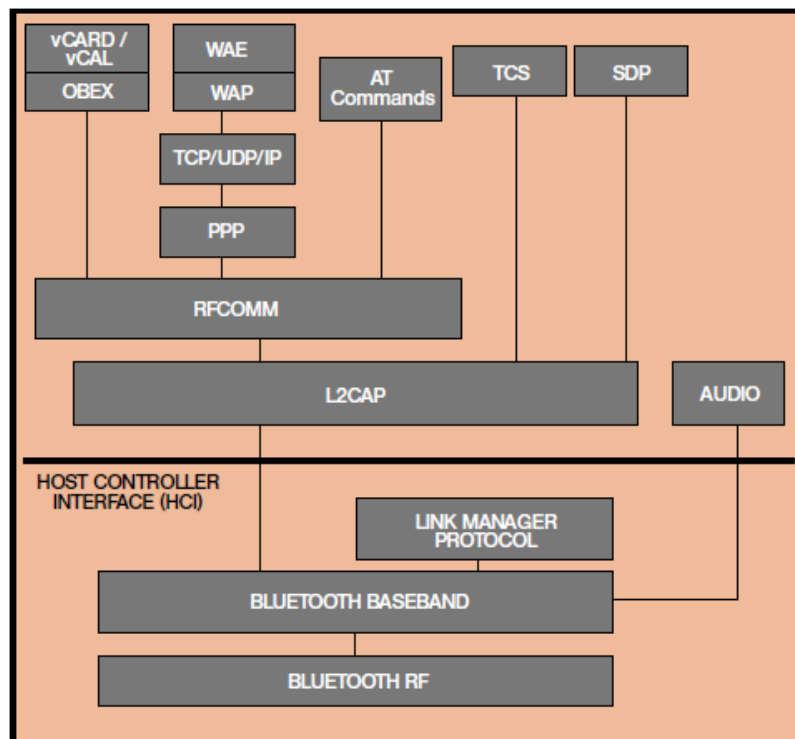 vCARD /
vCAL
OBEX
WAE
WAP
AT
Commands
TCS
SDP
TCP/UDP/IP
PPP
RFCOMM
L2CAP
AUDIO
HOST CONTROLLER
INTERFACE (HCI)
LINK MANAGER
PROTOCOL
BLUETOOTH BASEBAND
BLUETOOTH RF